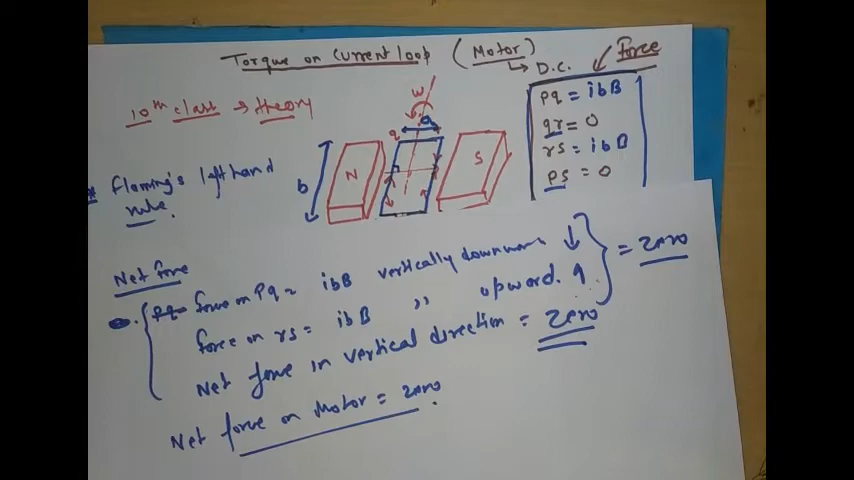 Torque on current loop ( Motor )
↳ D.C.
Force
10th class → theory
pq = ibB
qr = 0
rs = ibB
ps = 0
ω
q
a
b
N
S
* Flaming's left hand
rule.
Net force
force on pq = ibB vertically downward ↓
force on rs = ibB ,, upward ↑
= zero
Net force in vertical direction = zero
Net force on motor = zero.